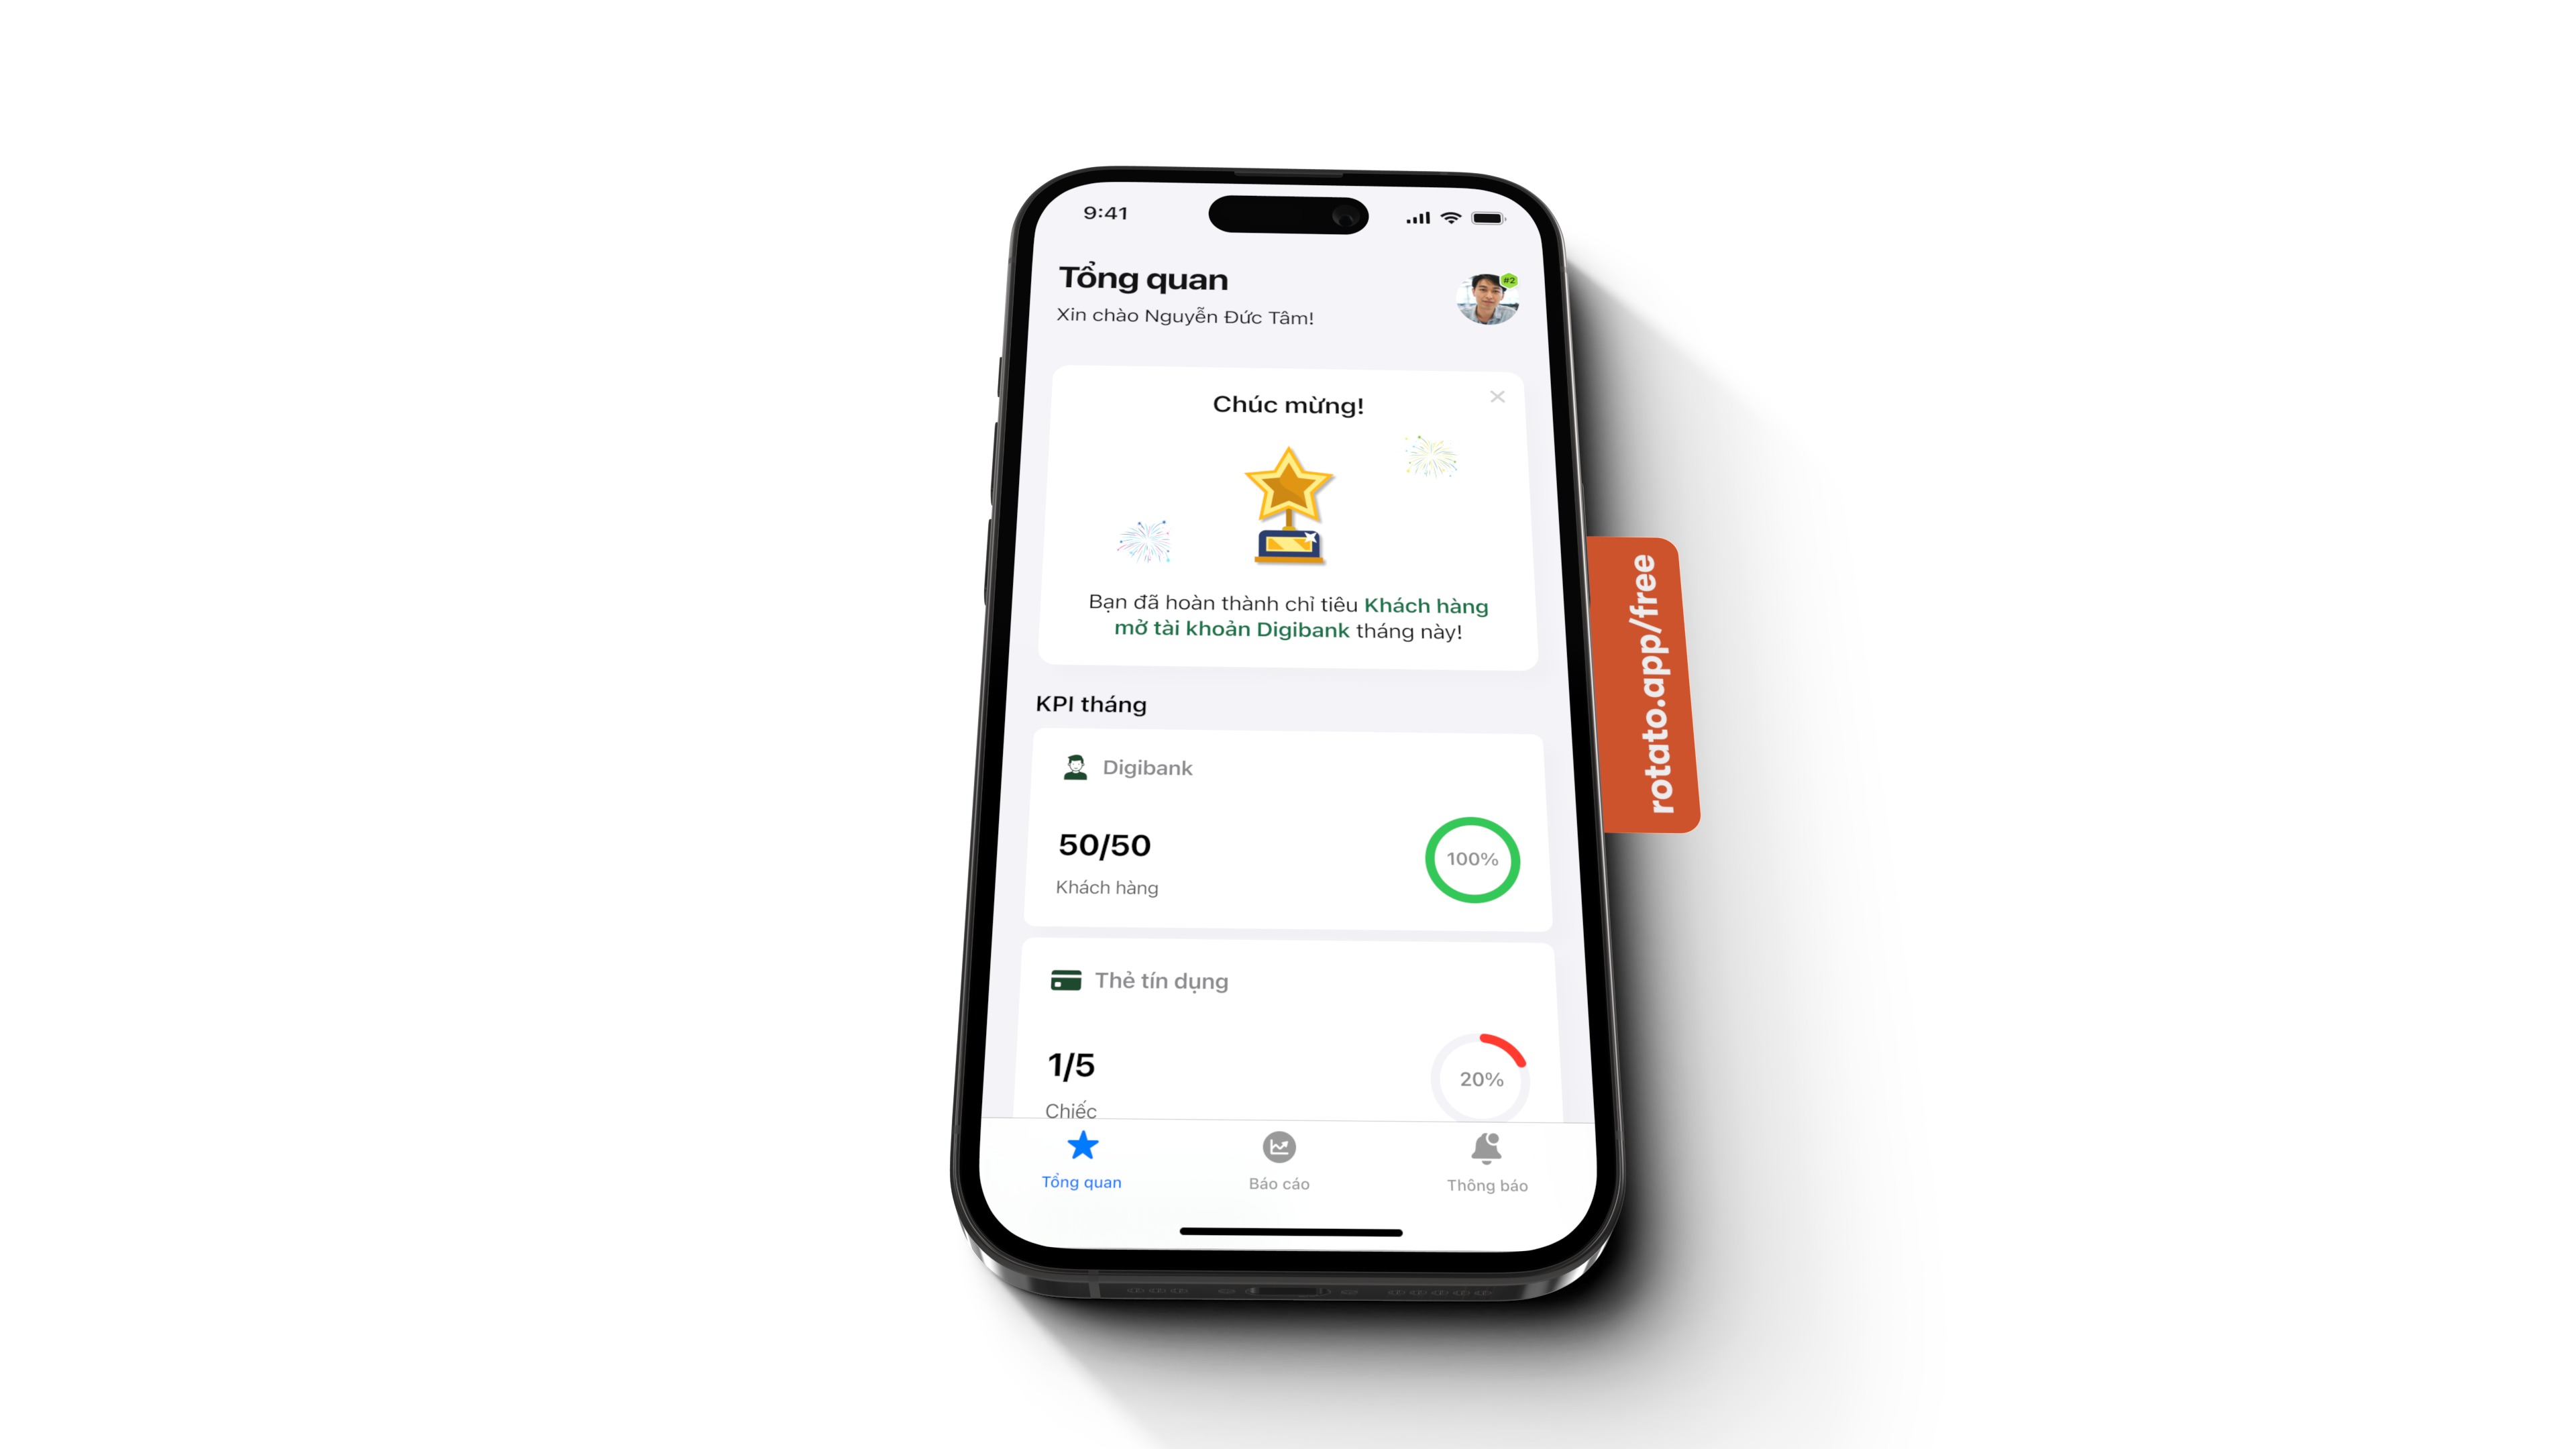 9:41
Tổng quan
#2
Xin chào Nguyễn Đức Tâm!
Chúc mừng!
Bạn đã hoàn thành chỉ tiêu Khách hàng
mở tài khoản Digibank tháng này!
KPI tháng
Digibank
50/50
100%
Khách hàng
Thẻ tín dụng
1/5
20%
Chiếc
Tổng quan
Báo cáo
Thông báo
rotato.app/free